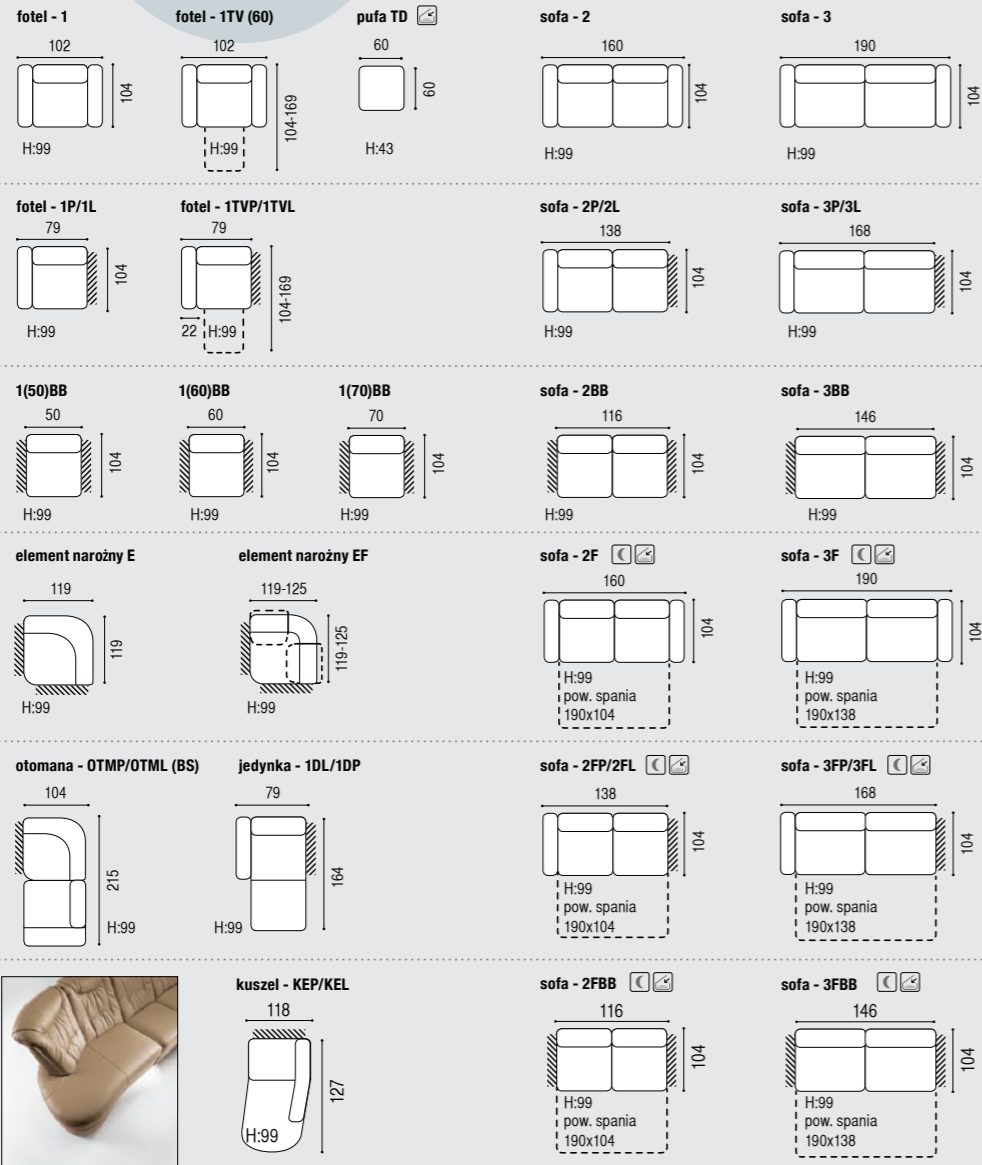 fotel - 1
102
104
H:99
fotel - 1TV (60)
102
104-169
H:99
pufa TD
60
60
H:43
sofa - 2
160
104
H:99
sofa - 3
190
104
H:99
fotel - 1P/1L
79
104
H:99
fotel - 1TVP/1TVL
79
104-169
22
H:99
sofa - 2P/2L
138
104
H:99
sofa - 3P/3L
168
104
H:99
1(50)BB
50
104
H:99
1(60)BB
60
104
H:99
1(70)BB
70
104
H:99
sofa - 2BB
116
104
H:99
sofa - 3BB
146
104
H:99
element narożny E
119
119
H:99
element narożny EF
119-125
119-125
H:99
sofa - 2F
160
104
H:99
pow. spania
190x104
sofa - 3F
190
104
H:99
pow. spania
190x138
otomana - OTMP/OTML (BS)
104
215
H:99
jedynka - 1DL/1DP
79
164
H:99
sofa - 2FP/2FL
138
104
H:99
pow. spania
190x104
sofa - 3FP/3FL
168
104
H:99
pow. spania
190x138
kuszel - KEP/KEL
118
127
H:99
sofa - 2FBB
116
104
H:99
pow. spania
190x104
sofa - 3FBB
146
104
H:99
pow. spania
190x138